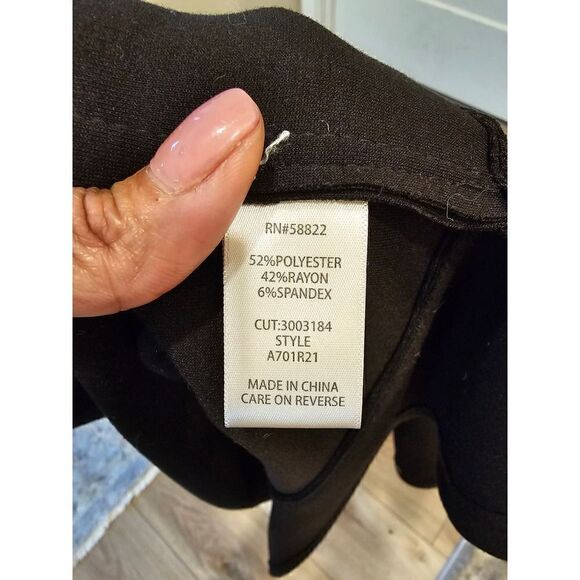 RN#58822
52%POLYESTER
42%RAYON
6%SPANDEX
CUT:3003184
STYLE
A701R21
MADE IN CHINA
CARE ON REVERSE